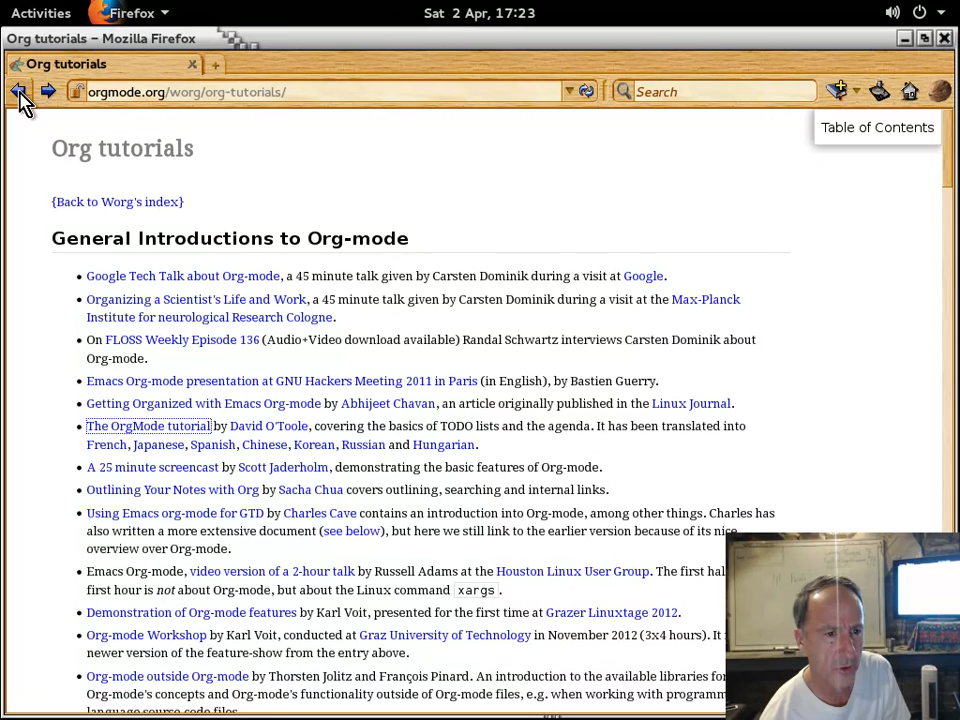 Activities Firefox Sat 2 Apr, 17:23
Org tutorials – Mozilla Firefox
Org tutorials
orgmode.org/worg/org-tutorials/ Search
Table of Contents
Org tutorials
{Back to Worg's index}
General Introductions to Org-mode
Google Tech Talk about Org-mode, a 45 minute talk given by Carsten Dominik during a visit at Google.
Organizing a Scientist's Life and Work, a 45 minute talk given by Carsten Dominik during a visit at the Max-Planck
Institute for neurological Research Cologne.
On FLOSS Weekly Episode 136 (Audio+Video download available) Randal Schwartz interviews Carsten Dominik about
Org-mode.
Emacs Org-mode presentation at GNU Hackers Meeting 2011 in Paris (in English), by Bastien Guerry.
Getting Organized with Emacs Org-mode by Abhijeet Chavan, an article originally published in the Linux Journal.
The OrgMode tutorial by David O'Toole, covering the basics of TODO lists and the agenda. It has been translated into
French, Japanese, Spanish, Chinese, Korean, Russian and Hungarian.
A 25 minute screencast by Scott Jaderholm, demonstrating the basic features of Org-mode.
Outlining Your Notes with Org by Sacha Chua covers outlining, searching and internal links.
Using Emacs org-mode for GTD by Charles Cave contains an introduction into Org-mode, among other things. Charles has
also written a more extensive document (see below), but here we still link to the earlier version because of its nice
overview over Org-mode.
Emacs Org-mode, video version of a 2-hour talk by Russell Adams at the Houston Linux User Group. The first hal
first hour is not about Org-mode, but about the Linux command xargs.
Demonstration of Org-mode features by Karl Voit, presented for the first time at Grazer Linuxtage 2012.
Org-mode Workshop by Karl Voit, conducted at Graz University of Technology in November 2012 (3x4 hours). It
newer version of the feature-show from the entry above.
Org-mode outside Org-mode by Thorsten Jolitz and François Pinard. An introduction to the available libraries for
Org-mode's concepts and Org-mode's functionality outside of Org-mode files, e.g. when working with programm
language source-code files.